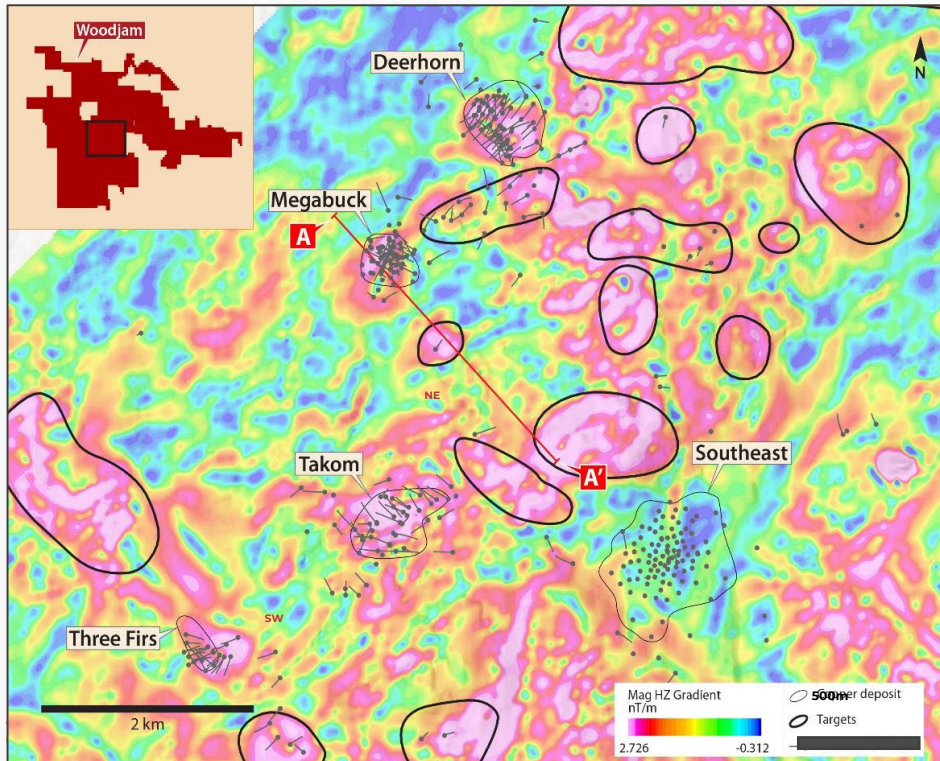 Woodjam
N
Deerhorn
Megabuck
A
NE
Takom
A'
Southeast
SW
Three Firs
2 km
Mag HZ Gradient
nT/m
2.726
-0.312
500m
deposit
Targets